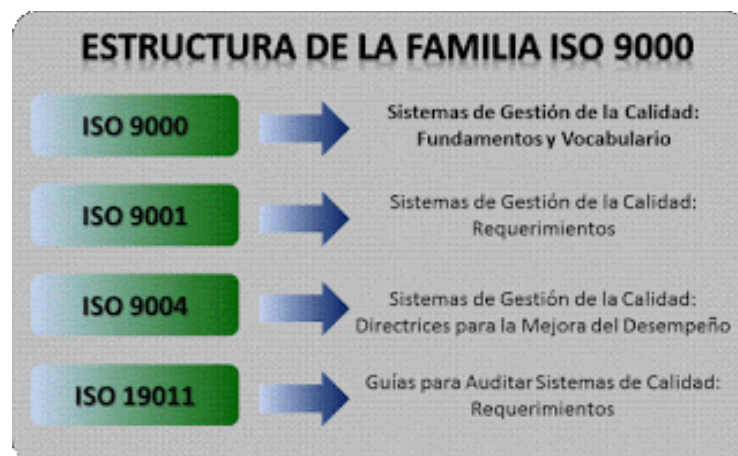 ESTRUCTURA DE LA FAMILIA ISO 9000
ISO 9000
Sistemas de Gestión de la Calidad:
Fundamentos y Vocabulario
ISO 9001
Sistemas de Gestión de la Calidad:
Requerimientos
ISO 9004
Sistemas de Gestión de la Calidad:
Directrices para la Mejora del Desempeño
ISO 19011
Guías para Auditar Sistemas de Calidad:
Requerimientos